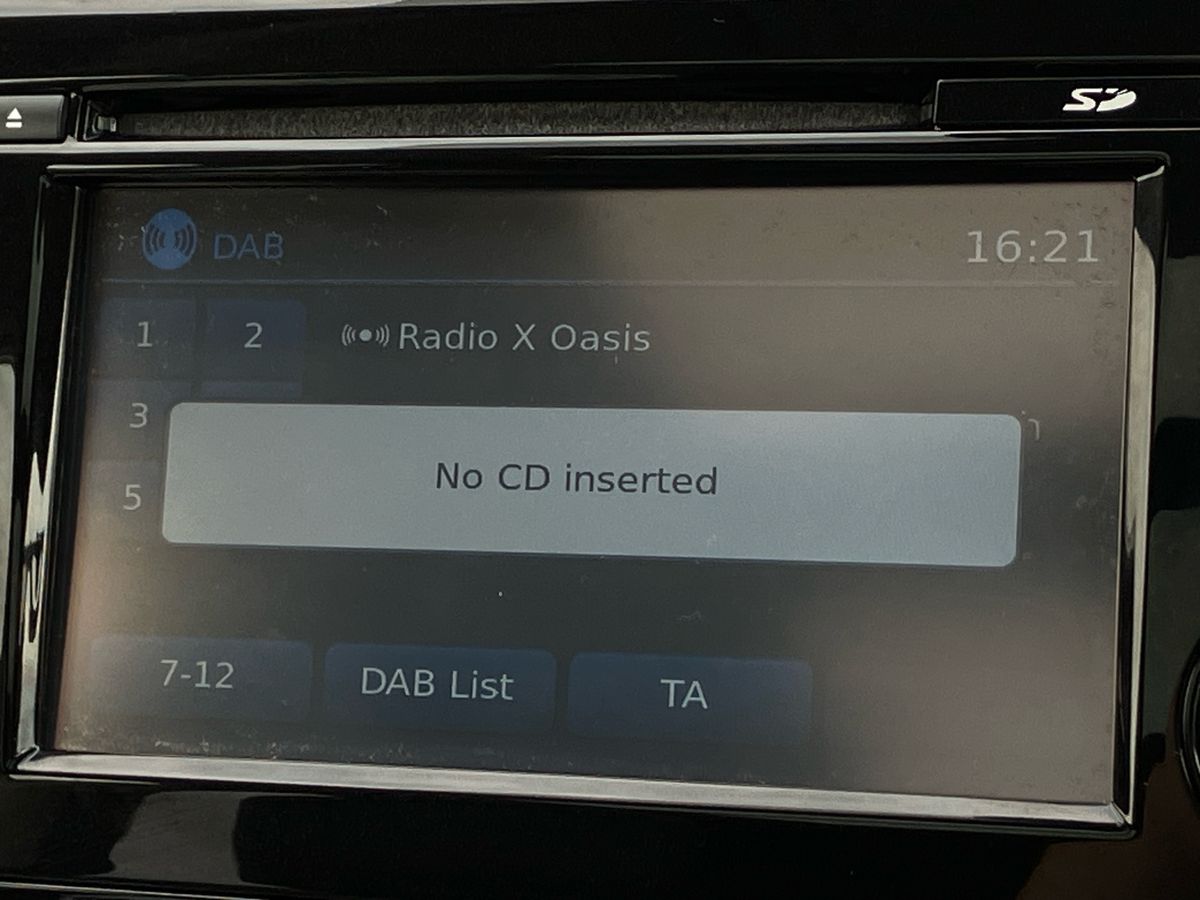 SD
DAB
16:21
1
2
Radio X Oasis
3
No CD inserted
5
7-12
DAB List
TA